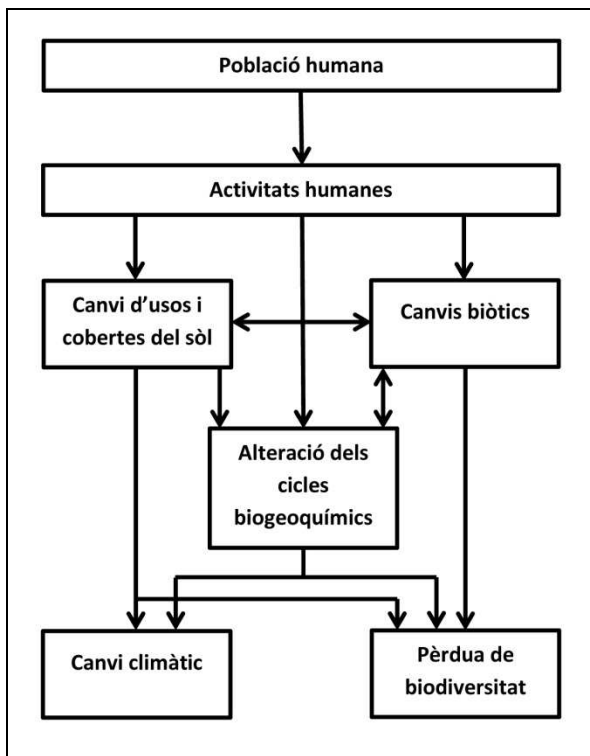 Població humana
Activitats humanes
Canvi d'usos i
cobertes del sòl
Canvis biòtics
Alteració dels
cicles
biogeoquímics
Canvi climàtic
Pèrdua de
biodiversitat